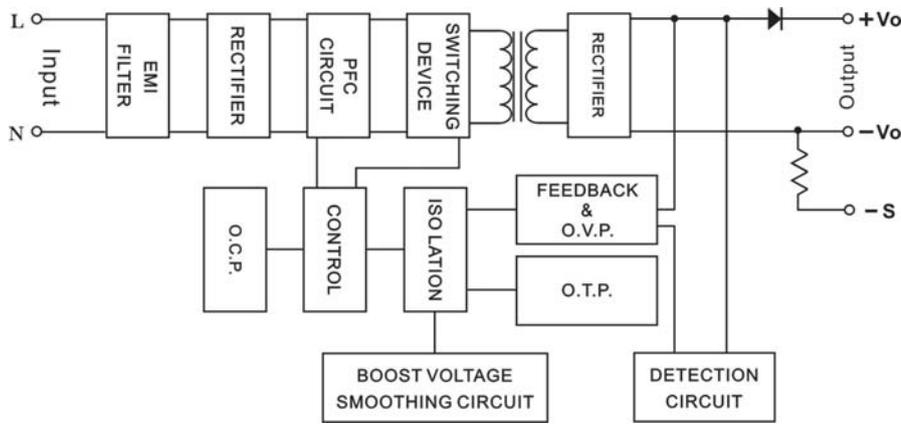 L
Input
N
EMI
FILTER
RECTIFIER
PFC
CIRCUIT
SWITCHING
DEVICE
RECTIFIER
+Vo
Output
-Vo
-S
O.C.P.
CONTROL
ISO LATION
FEEDBACK
&
O.V.P.
O.T.P.
BOOST VOLTAGE
SMOOTHING CIRCUIT
DETECTION
CIRCUIT